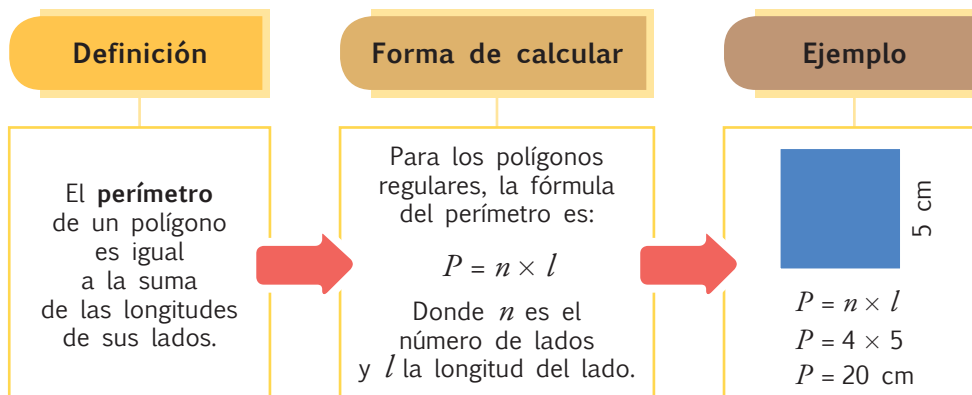 Definición
El perímetro
de un polígono
es igual
a la suma
de las longitudes
de sus lados.
Forma de calcular
Para los polígonos
regulares, la fórmula
del perímetro es:
P = n × l
Donde n es el
número de lados
y l la longitud del lado.
Ejemplo
5 cm
P = n × l
P = 4 × 5
P = 20 cm